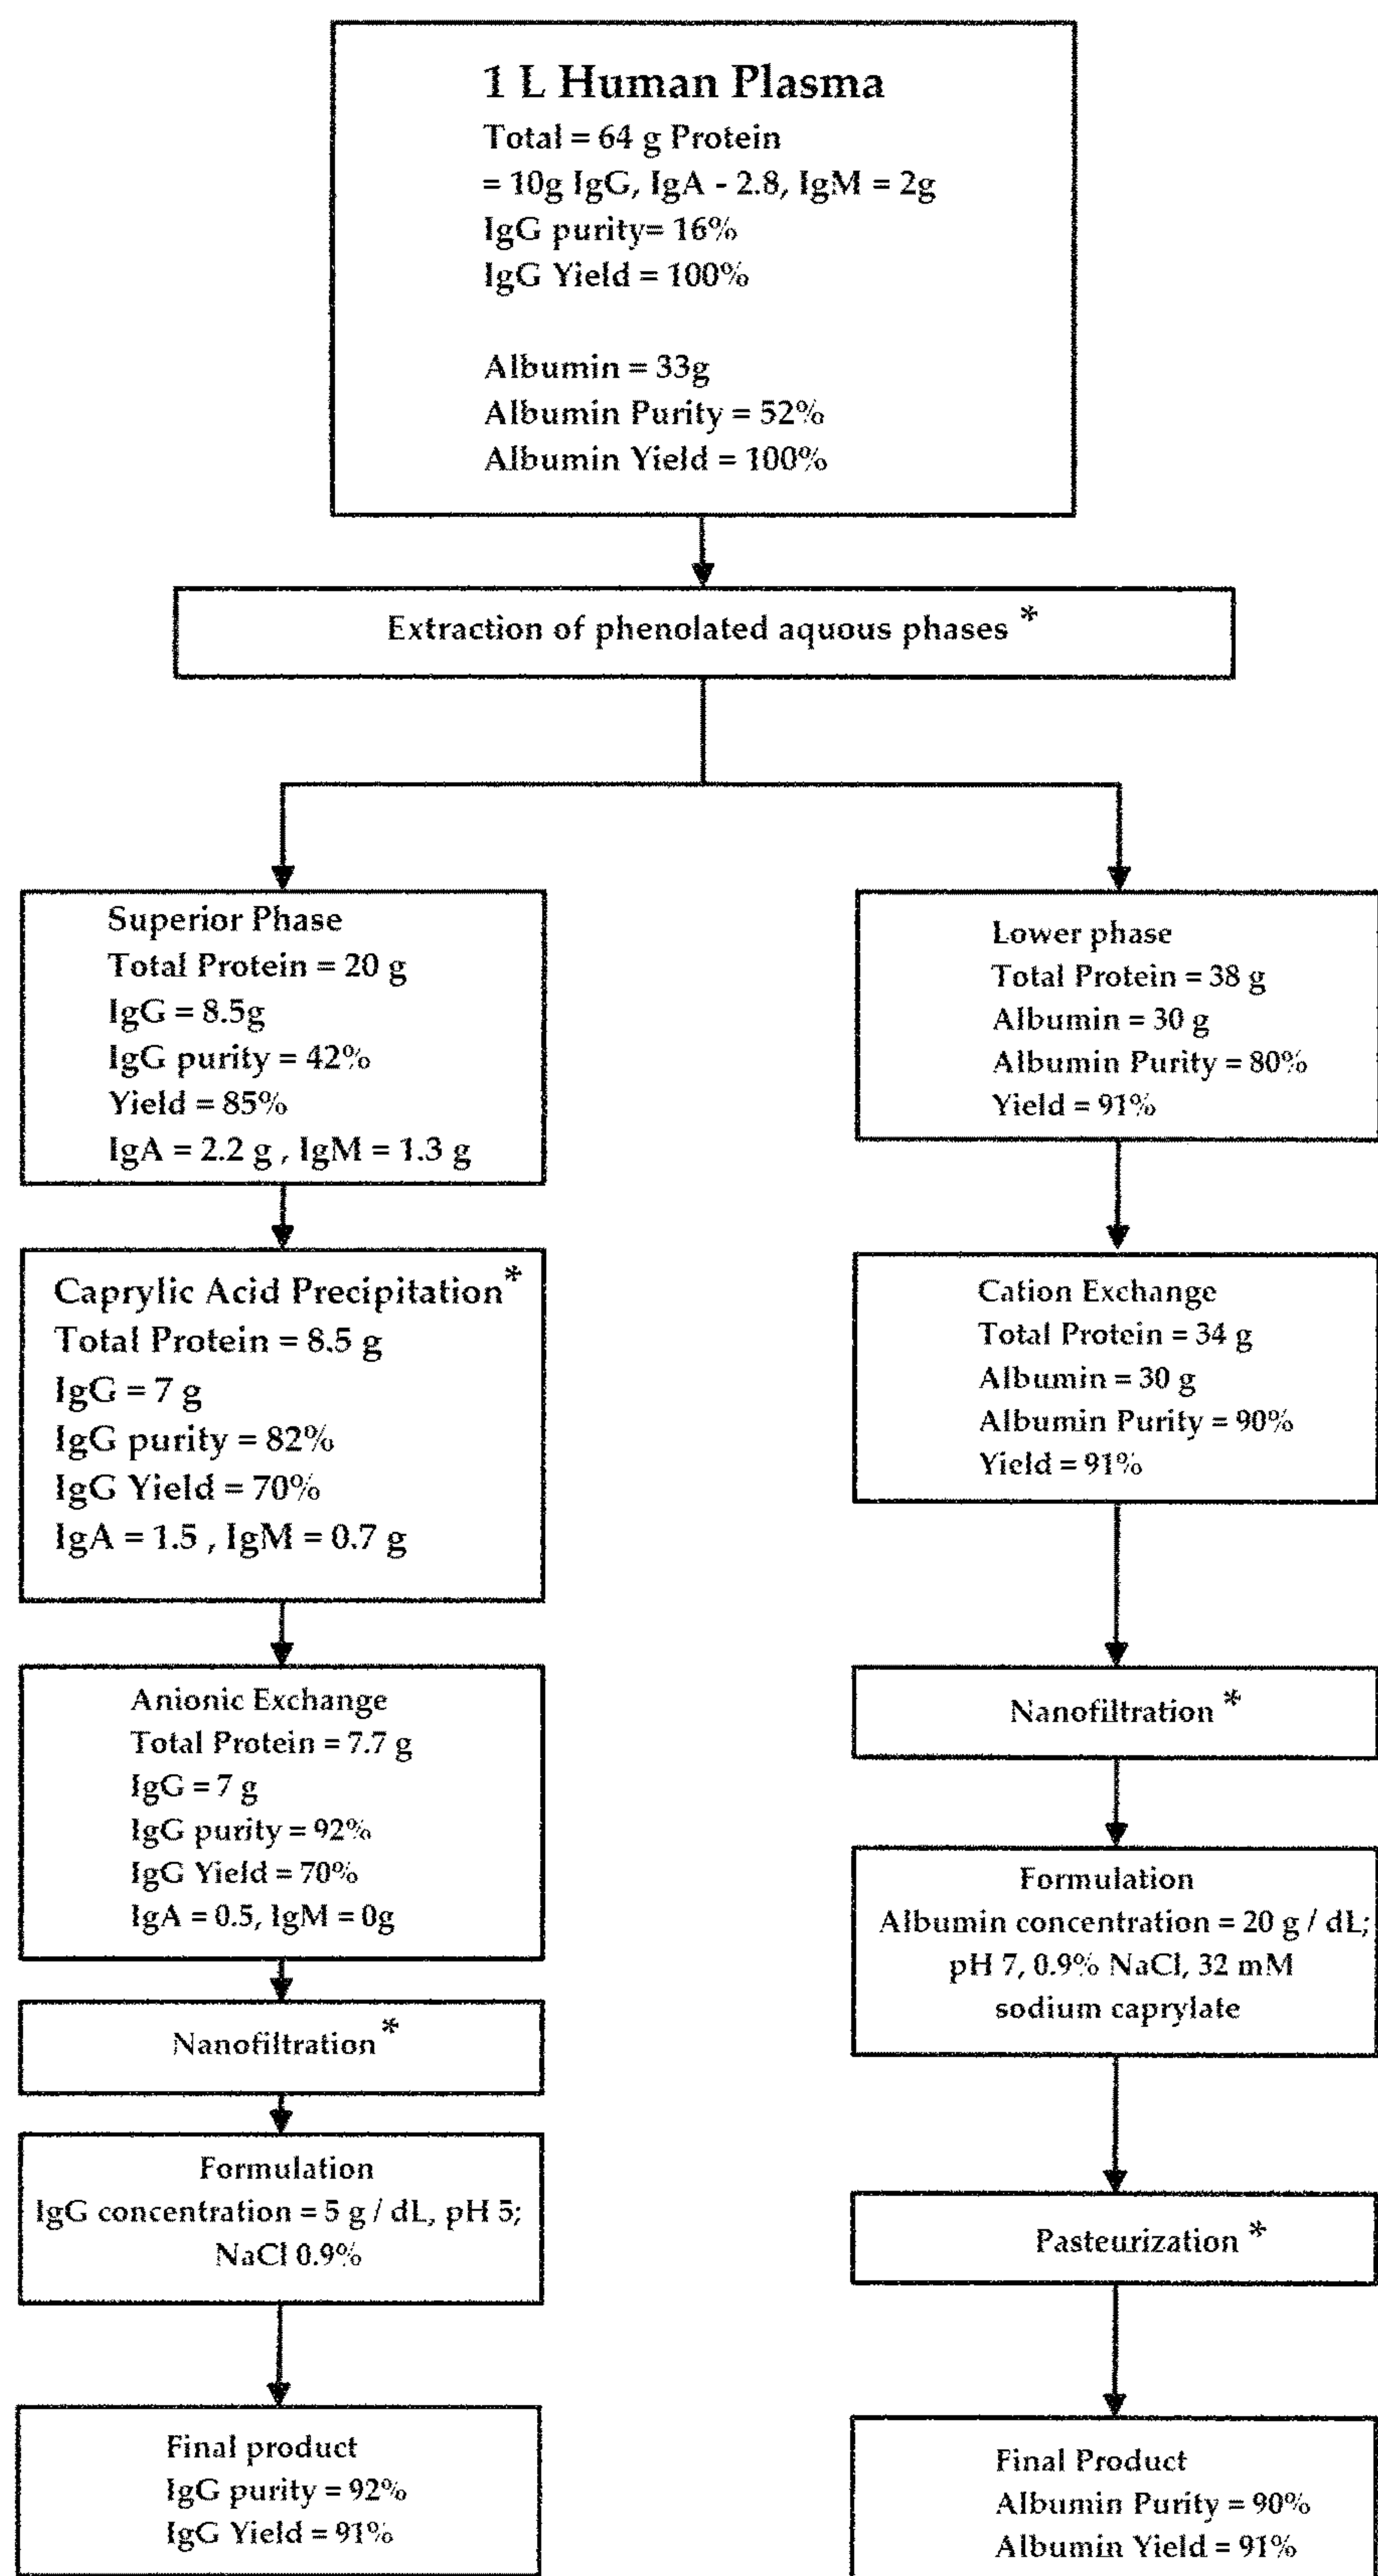 1 L Human Plasma
Total = 64 g Protein
= 10g IgG, IgA - 2.8, IgM = 2g
IgG purity= 16%
IgG Yield = 100%
Albumin = 33g
Albumin Purity = 52%
Albumin Yield = 100%
Extraction of phenolated aquous phases *
Superior Phase
Total Protein = 20 g
IgG = 8.5g
IgG purity = 42%
Yield = 85%
IgA = 2.2 g , IgM = 1.3 g
Caprylic Acid Precipitation*
Total Protein = 8.5 g
IgG = 7 g
IgG purity = 82%
IgG Yield = 70%
IgA = 1.5 , IgM = 0.7 g
Anionic Exchange
Total Protein = 7.7 g
IgG = 7 g
IgG purity = 92%
IgG Yield = 70%
IgA = 0.5, IgM = 0g
Nanofiltration *
Formulation
IgG concentration = 5 g / dL, pH 5;
NaCl 0.9%
Final product
IgG purity = 92%
IgG Yield = 91%
Lower phase
Total Protein = 38 g
Albumin = 30 g
Albumin Purity = 80%
Yield = 91%
Cation Exchange
Total Protein = 34 g
Albumin = 30 g
Albumin Purity = 90%
Yield = 91%
Nanofiltration *
Formulation
Albumin concentration = 20 g / dL;
pH 7, 0.9% NaCl, 32 mM
sodium caprylate
Pasteurization *
Final Product
Albumin Purity = 90%
Albumin Yield = 91%